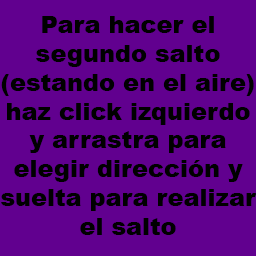 Para hacer el
segundo salto
(estando en el aire)
haz click izquierdo
y arrastra para
elegir dirección y
suelta para realizar
el salto